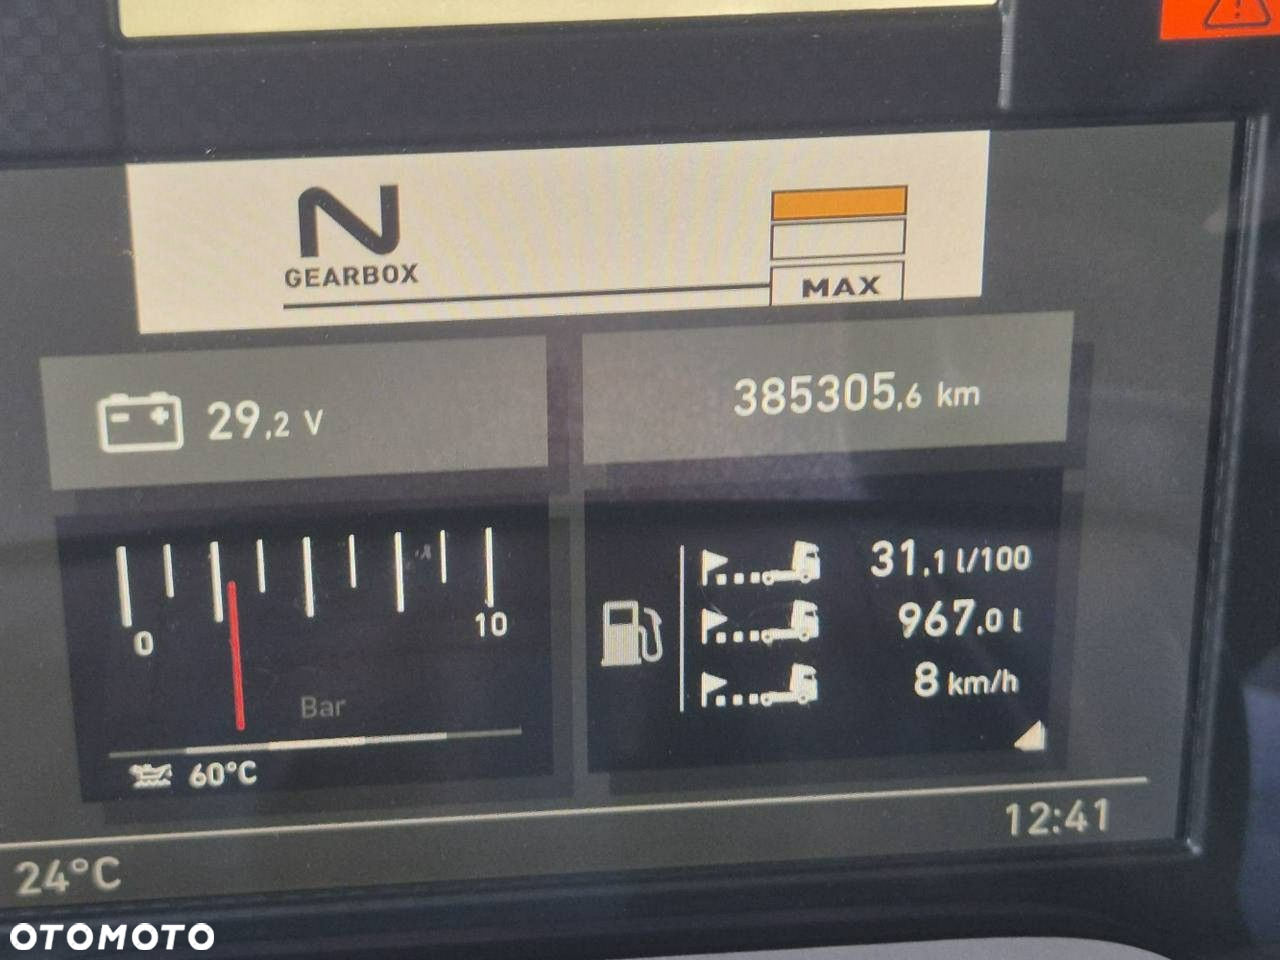 N
GEARBOX
MAX
29,2 V
385305,6 km
0
10
Bar
60°C
31,1 l/100
967,0 l
8 km/h
24°C
12:41
OTOMOTO